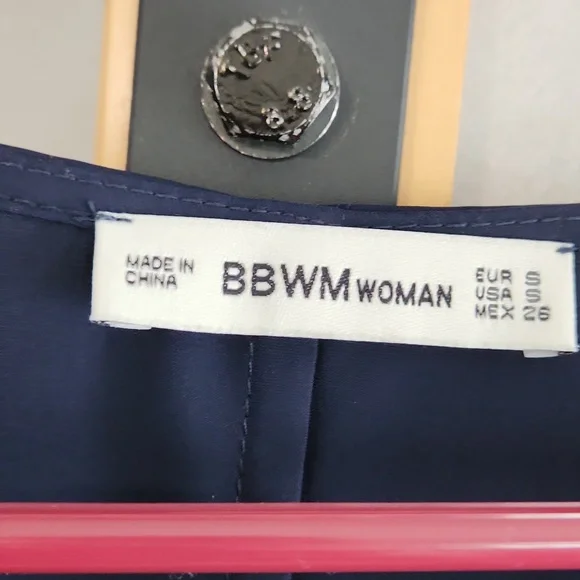 MADE IN
CHINA
BBWM WOMAN
EUR S
USA S
MEX 26